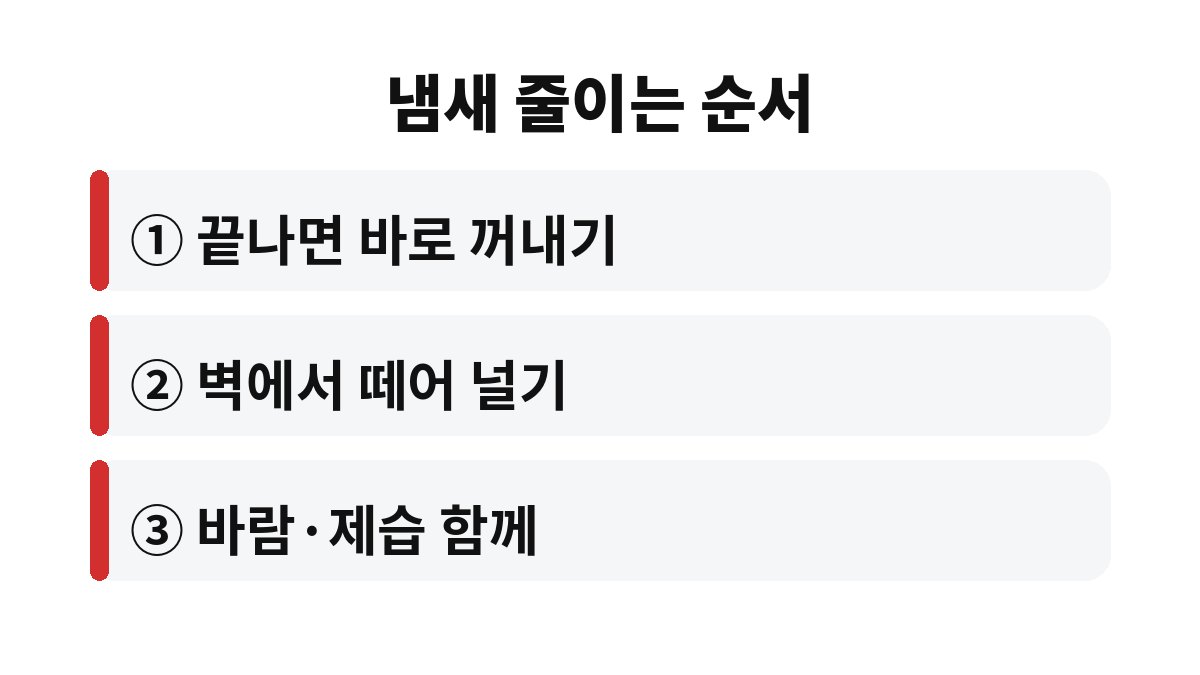 냄새 줄이는 순서
① 끝나면 바로 꺼내기
② 벽에서 떼어 널기
③ 바람·제습 함께